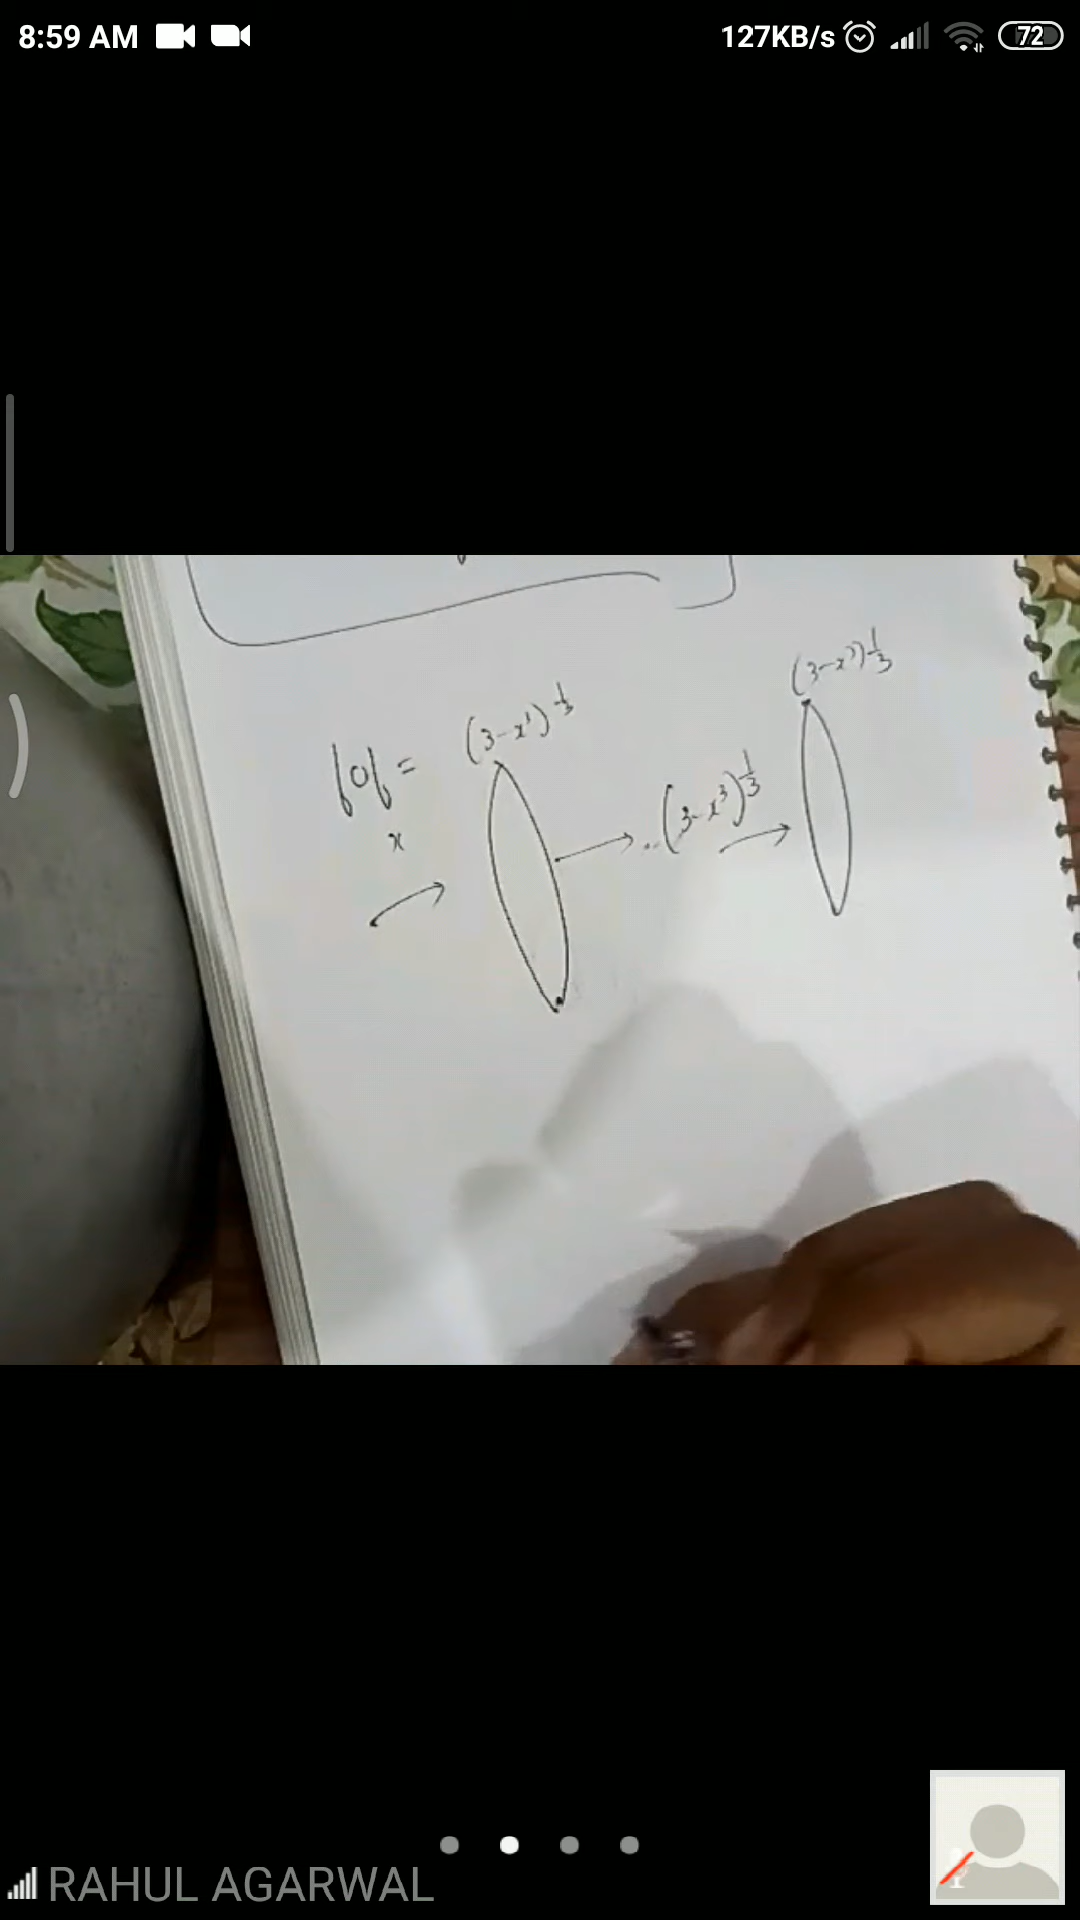 8:59 AM 127KB/s 72
(3-x³)^1/3
(3-x³)^1/3
fof =
..(3-x³)^1/3
x
RAHUL AGARWAL